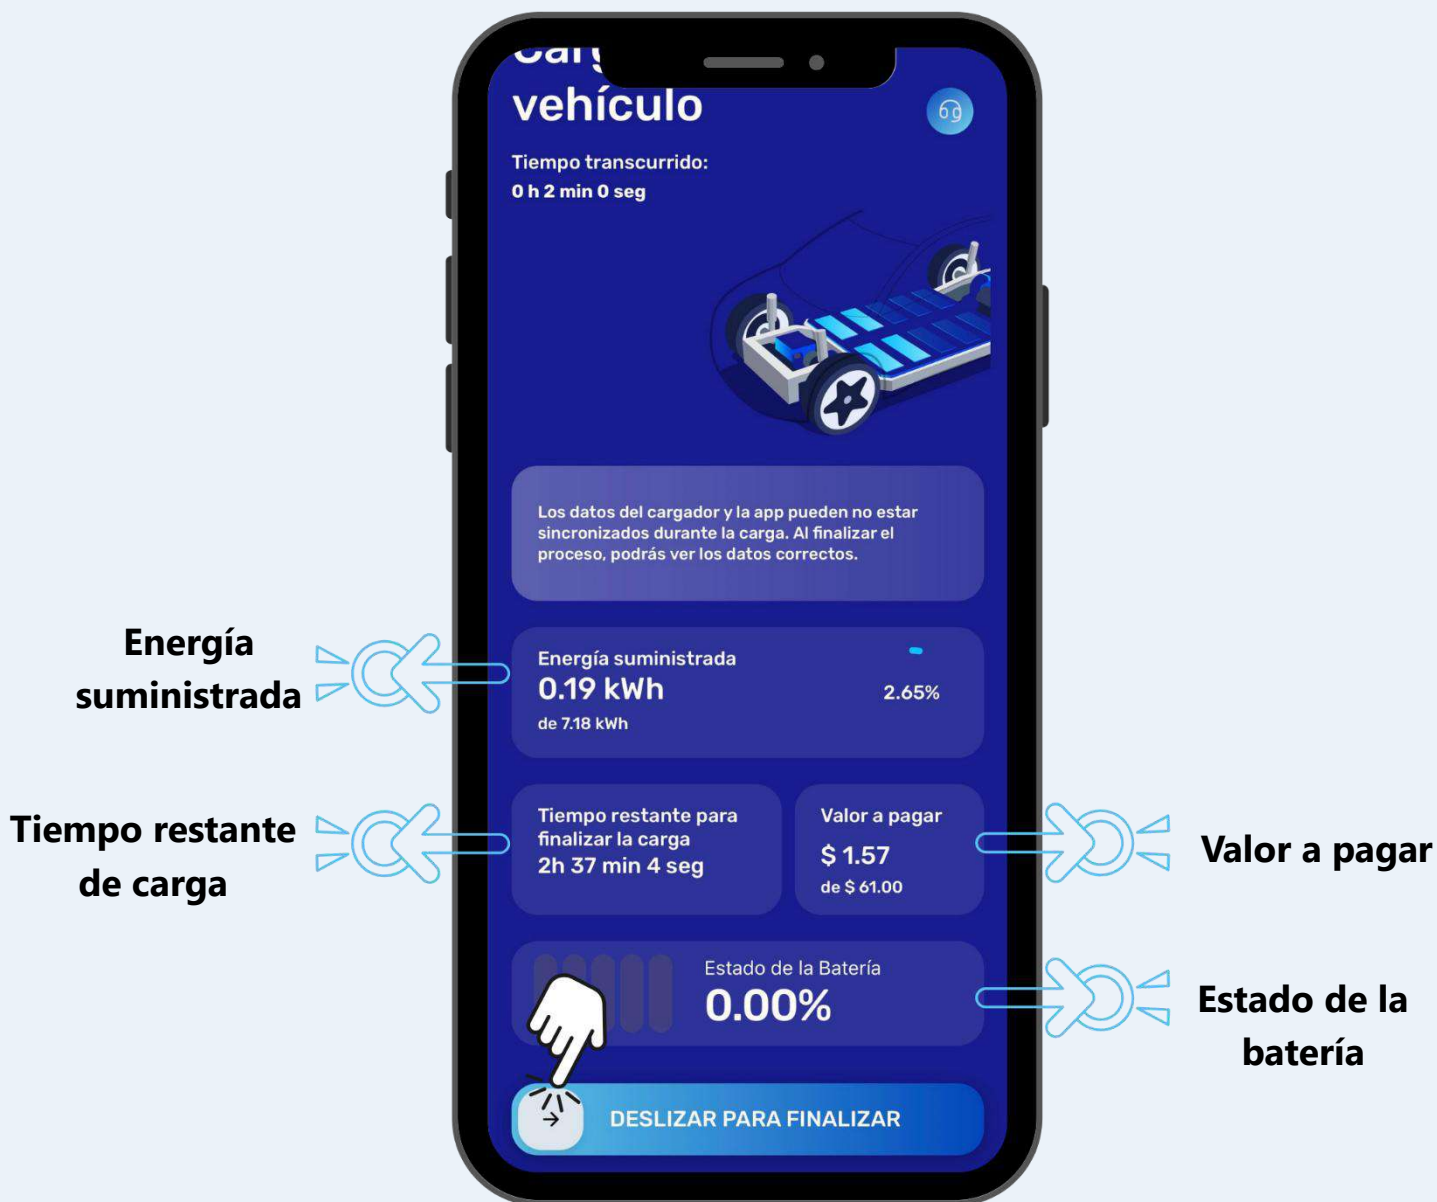 vehículo
Tiempo transcurrido:
0 h 2 min 0 seg
Los datos del cargador y la app pueden no estar
sincronizados durante la carga. Al finalizar el
proceso, podrás ver los datos correctos.
Energía
suministrada
Energía suministrada
0.19 kWh
de 7.18 kWh
2.65%
Tiempo restante
de carga
Tiempo restante para
finalizar la carga
2h 37 min 4 seg
Valor a pagar
$ 1.57
de $ 61.00
Valor a pagar
Estado de la Batería
0.00%
Estado de la
batería
DESLIZAR PARA FINALIZAR